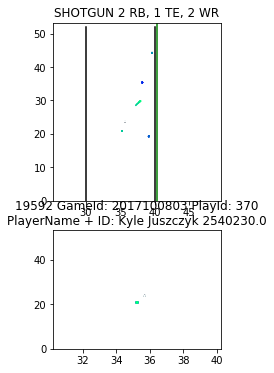 SHOTGUN 2 RB, 1 TE, 2 WR
50
40
30
20
10
0
30 35 40 45
19592 GameId: 2017100803 PlayId: 370
PlayerName + ID: Kyle Juszczyk 2540230.0
40
20
0
32 34 36 38 40